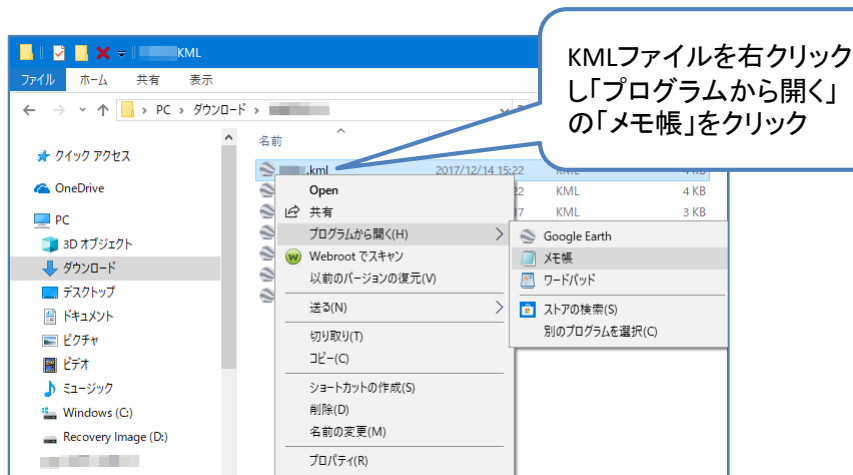 KMLファイルを右クリック
し「プログラムから開く」
の「メモ帳」をクリック
KML
ファイル ホーム 共有 表示
PC › ダウンロード ›
名前
クイック アクセス
OneDrive
PC
3D オブジェクト
ダウンロード
デスクトップ
ドキュメント
ピクチャ
ビデオ
ミュージック
Windows (C:)
Recovery Image (D:)
.kml 2017/12/14 15:22 KML 4 KB
22 KML 4 KB
17 KML 3 KB
Open
共有
プログラムから開く(H)
Webroot でスキャン
以前のバージョンの復元(V)
送る(N)
切り取り(T)
コピー(C)
ショートカットの作成(S)
削除(D)
名前の変更(M)
プロパティ(R)
Google Earth
メモ帳
ワードパッド
ストアの検索(S)
別のプログラムを選択(C)